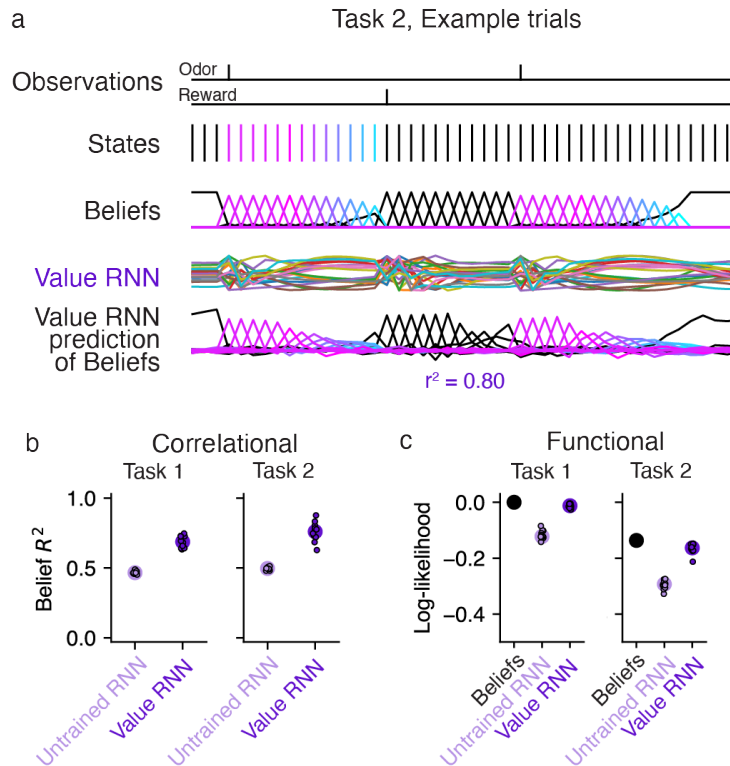 a
Task 2, Example trials
Observations
Odor
Reward
States
Beliefs
Value RNN
Value RNN
prediction
of Beliefs
r² = 0.80
b
Correlational
Task 1
Task 2
Belief R²
1.0
0.5
0.0
Untrained RNN
Value RNN
Untrained RNN
Value RNN
c
Functional
Task 1
Task 2
Log-likelihood
0.0
−0.2
−0.4
Beliefs
Untrained RNN
Value RNN
Beliefs
Untrained RNN
Value RNN